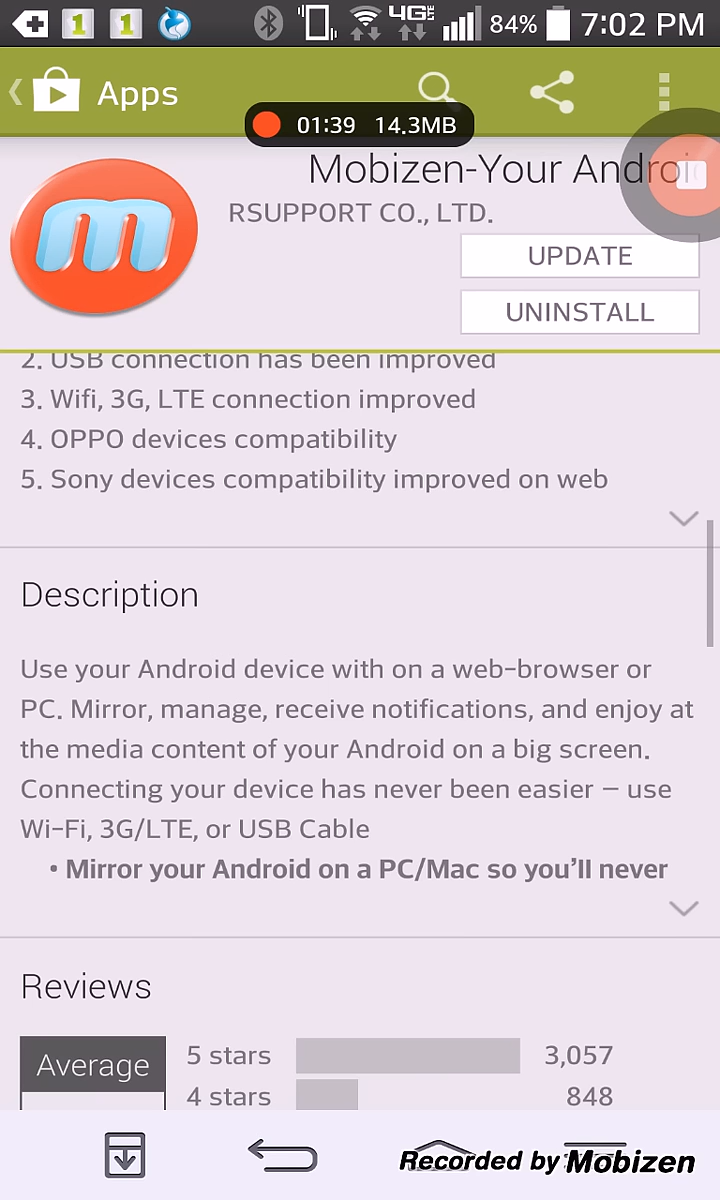 1 1 4G LTE 84% 7:02 PM
Apps
01:39 14.3MB
Mobizen-Your Androi
RSUPPORT CO., LTD.
UPDATE
UNINSTALL
2. USB connection has been improved
3. Wifi, 3G, LTE connection improved
4. OPPO devices compatibility
5. Sony devices compatibility improved on web
Description
Use your Android device with on a web-browser or
PC. Mirror, manage, receive notifications, and enjoy at
the media content of your Android on a big screen.
Connecting your device has never been easier – use
Wi-Fi, 3G/LTE, or USB Cable
• Mirror your Android on a PC/Mac so you’ll never
Reviews
Average
5 stars 3,057
4 stars 848
Recorded by Mobizen